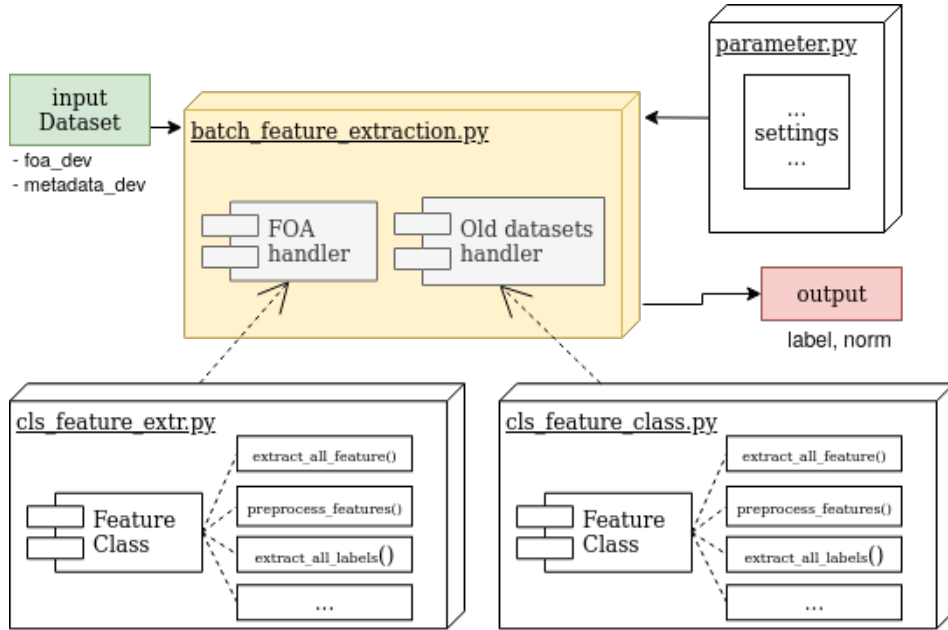 parameter.py
...
settings
...
input
Dataset
- foa_dev
- metadata_dev
batch_feature_extraction.py
FOA
handler
Old datasets
handler
output
label, norm
cls_feature_extr.py
extract_all_feature()
preprocess_features()
extract_all_labels()
...
Feature
Class
cls_feature_class.py
extract_all_feature()
preprocess_features()
extract_all_labels()
...
Feature
Class